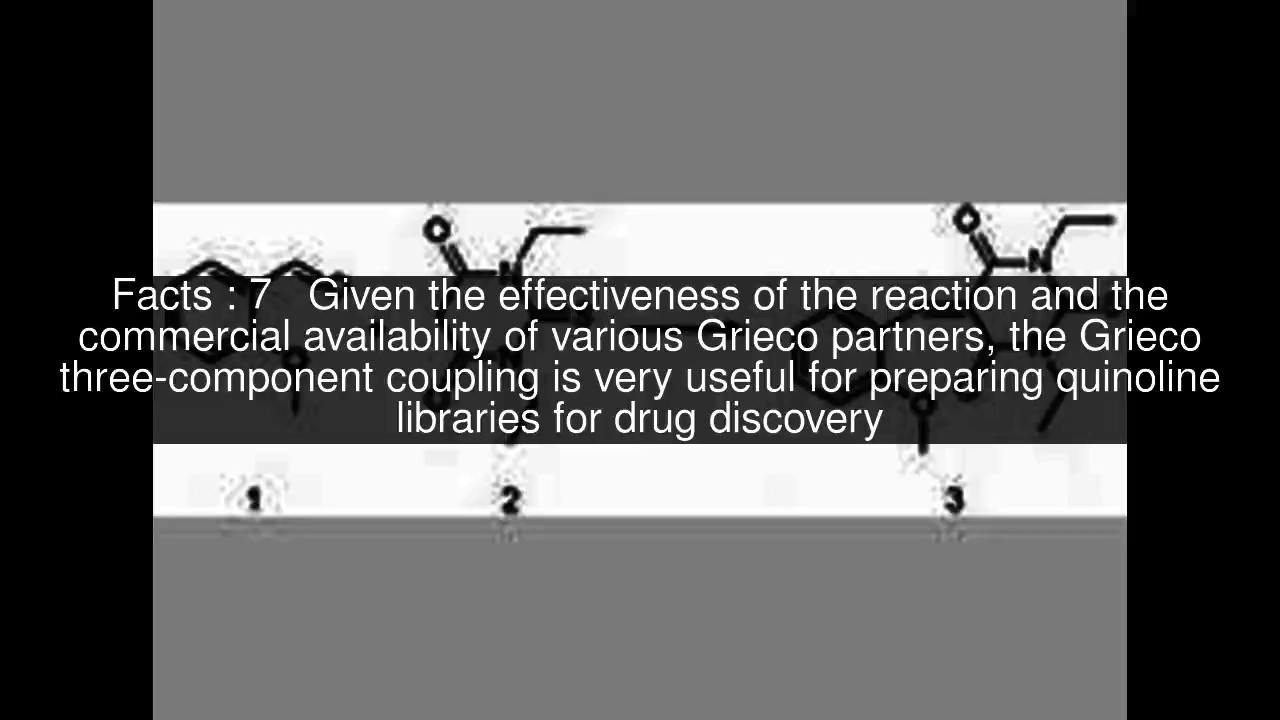 O
O
N
N
Facts : 7   Given the effectiveness of the reaction and the
commercial availability of various Grieco partners, the Grieco
three-component coupling is very useful for preparing quinoline
libraries for drug discovery
O
1
2
3